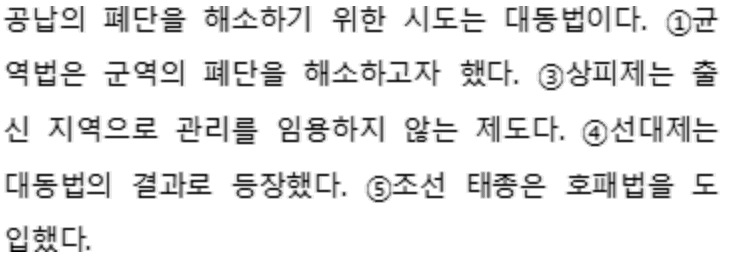 공납의 폐단을 해소하기 위한 시도는 대동법이다. ①균
역법은 군역의 폐단을 해소하고자 했다. ③상피제는 출
신 지역으로 관리를 임용하지 않는 제도다. ④선대제는
대동법의 결과로 등장했다. ⑤조선 태종은 호패법을 도
입했다.